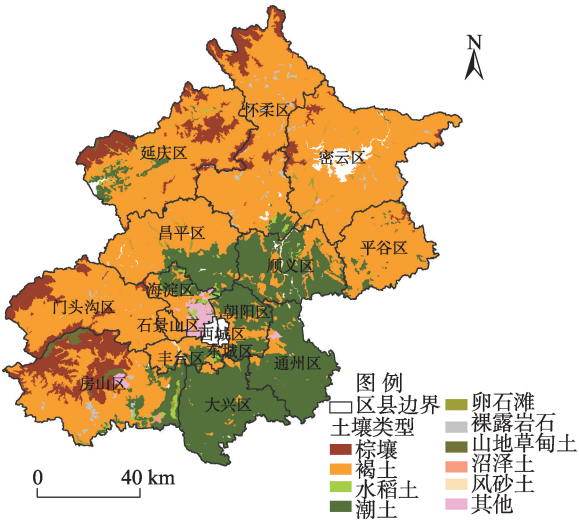 N
怀柔区
延庆区
密云区
昌平区
平谷区
顺义区
海淀区
门头沟区
朝阳区
石景山区
西城区
东城区
丰台区
通州区
房山区
大兴区
图 例
区县边界
土壤类型
棕壤
褐土
水稻土
潮土
卵石滩
裸露岩石
山地草甸土
沼泽土
风砂土
其他
0 40 km